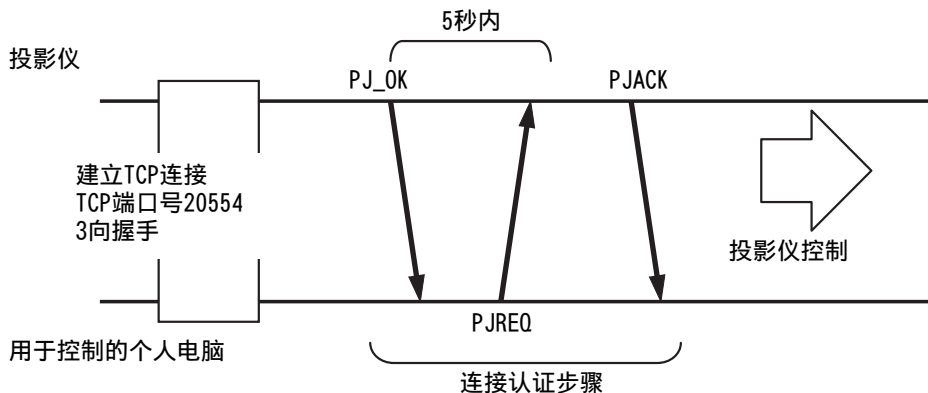 5秒内
投影仪
PJ_OK
PJACK
建立TCP连接
TCP端口号20554
3向握手
投影仪控制
PJREQ
用于控制的个人电脑
连接认证步骤